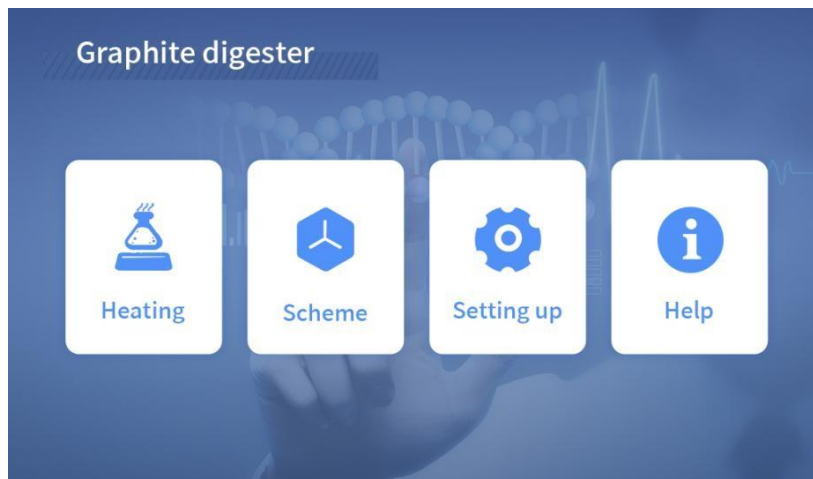 Graphite digester
Heating
Scheme
Setting up
Help